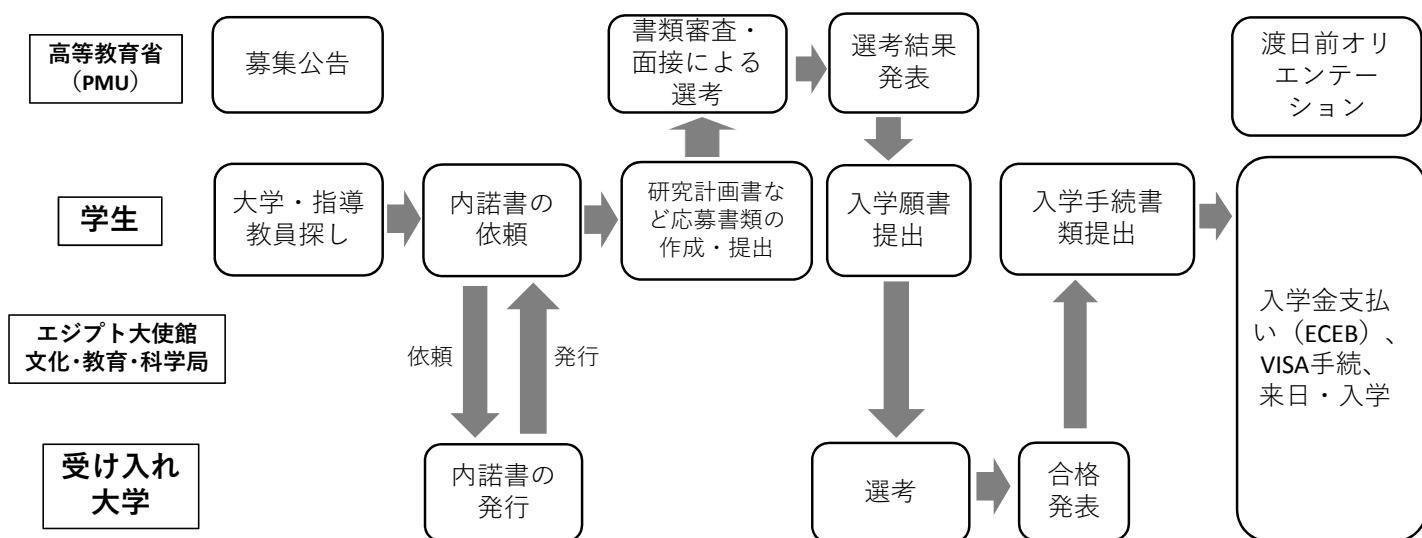 高等教育省
（PMU）
募集公告
書類審査・
面接による
選考
選考結果
発表
渡日前オリ
エンテー
ション
学生
大学・指導
教員探し
内諾書の
依頼
研究計画書な
ど応募書類の
作成・提出
入学願書
提出
入学手続書
類提出
エジプト大使館
文化・教育・科学局
依頼
発行
入学金支払
い（ECEB）、
VISA手続、
来日・入学
受け入れ
大学
内諾書の
発行
選考
合格
発表